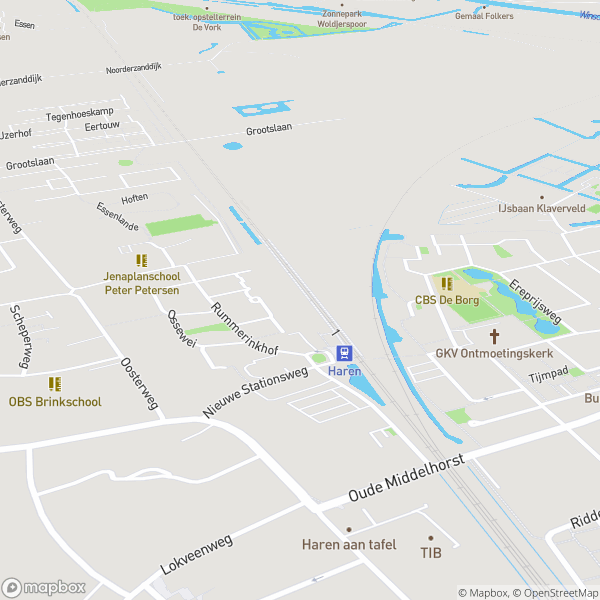 Essen
toek. opstelterrein
De Vork
Zonnepark
Woldjerspoor
Gemaal Folkers
Noorderzanddijk
Tegenhoeskamp
Eertouw
Grootslaan
Grootslaan
Hoften
Essenlande
IJsbaan Klaverveld
Jenaplanschool
Peter Petersen
CBS De Borg
Ereprijsweg
Scheperweg
Ossewei
Rummerinkhof
1
GKV Ontmoetingskerk
Haren
Tijmpad
Oosterweg
OBS Brinkschool
Nieuwe Stationsweg
Oude Middelhorst
Haren aan tafel
TIB
Lokveenweg
mapbox
© Mapbox, © OpenStreetMap